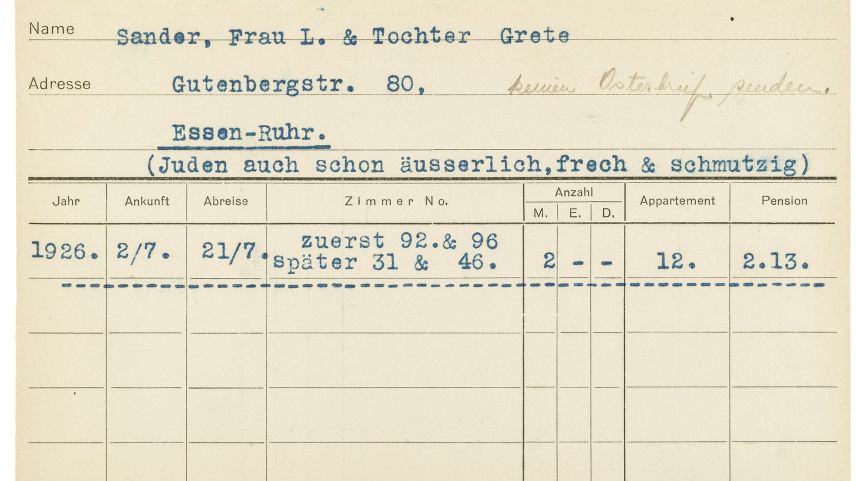 Name Sander, Frau L. & Tochter Grete
Adresse Gutenbergstr. 80, keinen Osterbrief senden.
Essen-Ruhr.
(Juden auch schon äusserlich,frech & schmutzig)
Jahr Ankunft Abreise Zimmer No. Anzahl Appartement Pension
M. E. D.
1926. 2/7. 21/7. zuerst 92.& 96
später 31 & 46. 2 - - 12. 2.13.